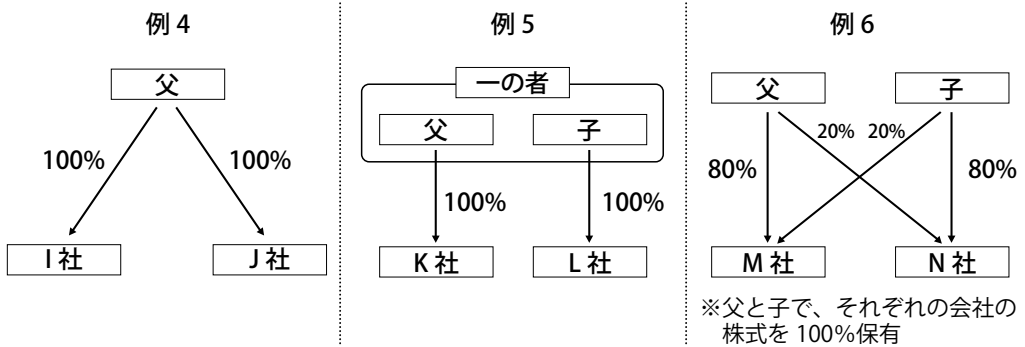 例 4
父
100%
100%
I 社
J 社
例 5
一の者
父
子
100%
100%
K 社
L 社
例 6
父
子
20%
20%
80%
80%
M 社
N 社
※父と子で、それぞれの会社の
株式を 100%保有